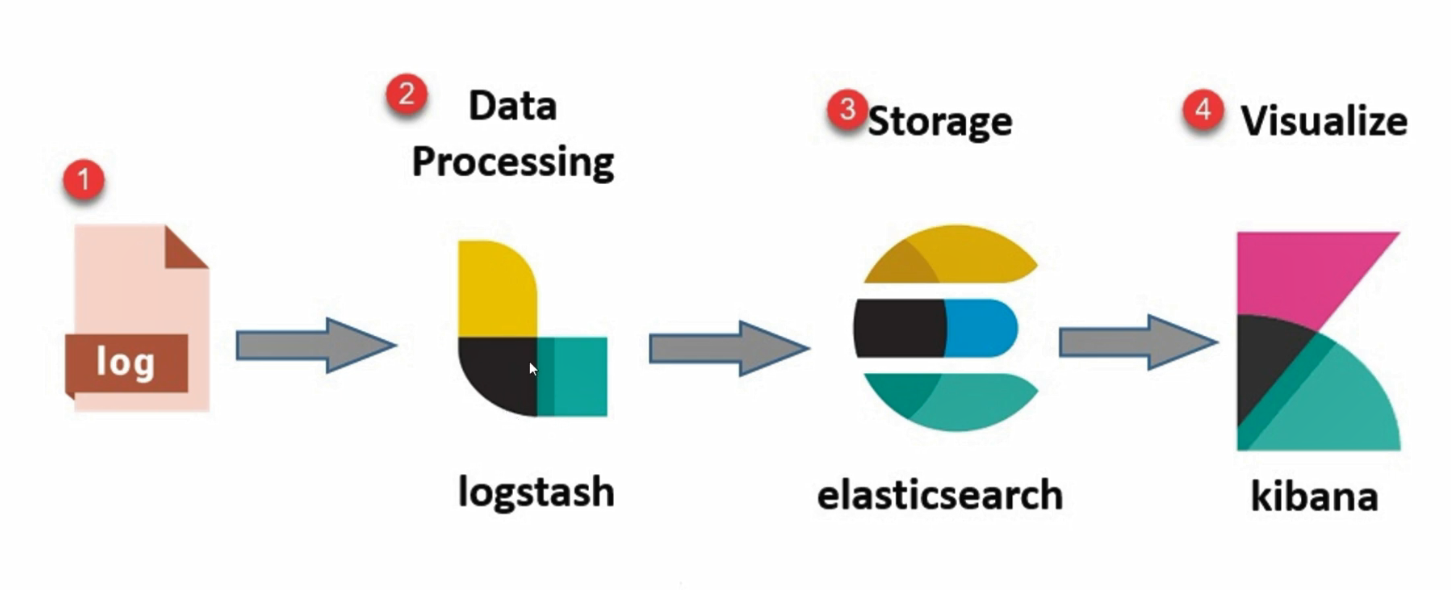 1
log
2
Data
Processing
logstash
3
Storage
elasticsearch
4
Visualize
kibana